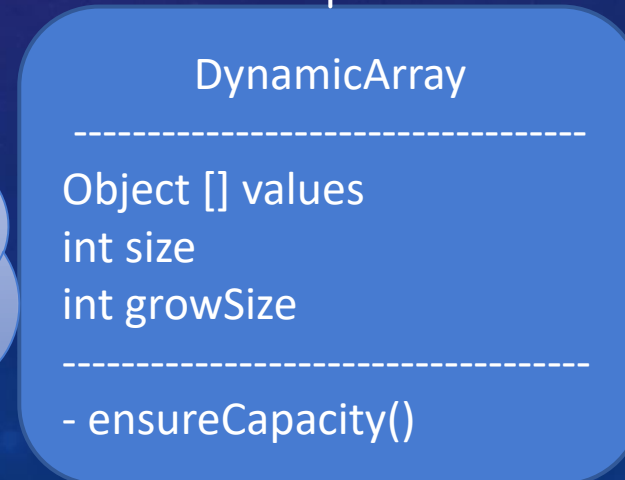 DynamicArray
-----------------------------------
Object [] values
int size
int growSize
------------------------------------
- ensureCapacity()